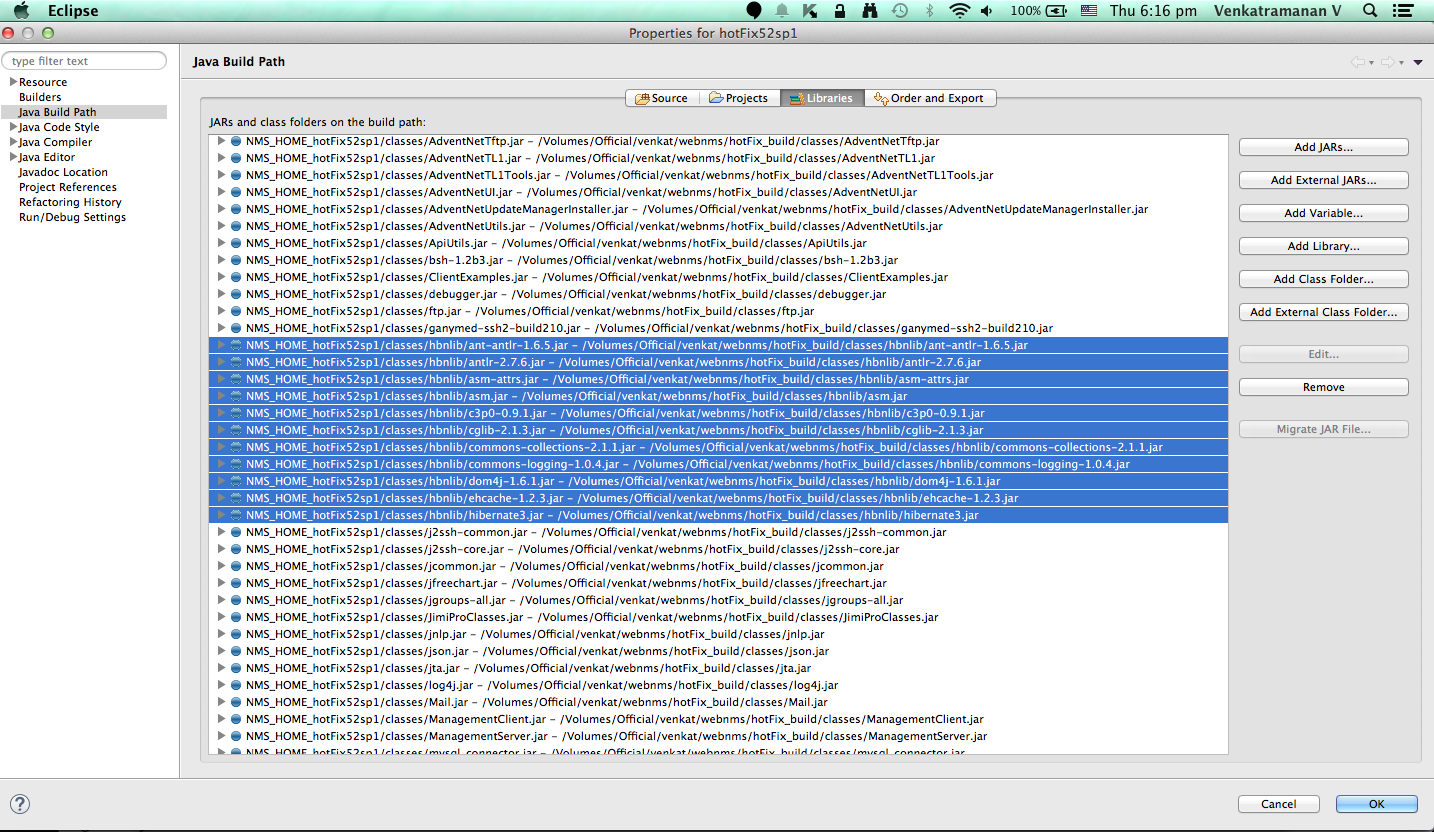 Eclipse
100%
Thu 6:16 pm
Venkatramanan V
Properties for hotFix52sp1
type filter text
Resource
Builders
Java Build Path
Java Code Style
Java Compiler
Java Editor
Javadoc Location
Project References
Refactoring History
Run/Debug Settings
Java Build Path
Source
Projects
Libraries
Order and Export
JARs and class folders on the build path:
NMS_HOME_hotFix52sp1/classes/AdventNetTftp.jar – /Volumes/Official/venkat/webnms/hotFix_build/classes/AdventNetTftp.jar
NMS_HOME_hotFix52sp1/classes/AdventNetTL1.jar – /Volumes/Official/venkat/webnms/hotFix_build/classes/AdventNetTL1.jar
NMS_HOME_hotFix52sp1/classes/AdventNetTL1Tools.jar – /Volumes/Official/venkat/webnms/hotFix_build/classes/AdventNetTL1Tools.jar
NMS_HOME_hotFix52sp1/classes/AdventNetUI.jar – /Volumes/Official/venkat/webnms/hotFix_build/classes/AdventNetUI.jar
NMS_HOME_hotFix52sp1/classes/AdventNetUpdateManagerInstaller.jar – /Volumes/Official/venkat/webnms/hotFix_build/classes/AdventNetUpdateManagerInstaller.jar
NMS_HOME_hotFix52sp1/classes/AdventNetUtils.jar – /Volumes/Official/venkat/webnms/hotFix_build/classes/AdventNetUtils.jar
NMS_HOME_hotFix52sp1/classes/ApiUtils.jar – /Volumes/Official/venkat/webnms/hotFix_build/classes/ApiUtils.jar
NMS_HOME_hotFix52sp1/classes/bsh-1.2b3.jar – /Volumes/Official/venkat/webnms/hotFix_build/classes/bsh-1.2b3.jar
NMS_HOME_hotFix52sp1/classes/ClientExamples.jar – /Volumes/Official/venkat/webnms/hotFix_build/classes/ClientExamples.jar
NMS_HOME_hotFix52sp1/classes/debugger.jar – /Volumes/Official/venkat/webnms/hotFix_build/classes/debugger.jar
NMS_HOME_hotFix52sp1/classes/ftp.jar – /Volumes/Official/venkat/webnms/hotFix_build/classes/ftp.jar
NMS_HOME_hotFix52sp1/classes/ganymed-ssh2-build210.jar – /Volumes/Official/venkat/webnms/hotFix_build/classes/ganymed-ssh2-build210.jar
NMS_HOME_hotFix52sp1/classes/hbnlib/ant-antlr-1.6.5.jar – /Volumes/Official/venkat/webnms/hotFix_build/classes/hbnlib/ant-antlr-1.6.5.jar
NMS_HOME_hotFix52sp1/classes/hbnlib/antlr-2.7.6.jar – /Volumes/Official/venkat/webnms/hotFix_build/classes/hbnlib/antlr-2.7.6.jar
NMS_HOME_hotFix52sp1/classes/hbnlib/asm-attrs.jar – /Volumes/Official/venkat/webnms/hotFix_build/classes/hbnlib/asm-attrs.jar
NMS_HOME_hotFix52sp1/classes/hbnlib/asm.jar – /Volumes/Official/venkat/webnms/hotFix_build/classes/hbnlib/asm.jar
NMS_HOME_hotFix52sp1/classes/hbnlib/c3p0-0.9.1.jar – /Volumes/Official/venkat/webnms/hotFix_build/classes/hbnlib/c3p0-0.9.1.jar
NMS_HOME_hotFix52sp1/classes/hbnlib/cglib-2.1.3.jar – /Volumes/Official/venkat/webnms/hotFix_build/classes/hbnlib/cglib-2.1.3.jar
NMS_HOME_hotFix52sp1/classes/hbnlib/commons-collections-2.1.1.jar – /Volumes/Official/venkat/webnms/hotFix_build/classes/hbnlib/commons-collections-2.1.1.jar
NMS_HOME_hotFix52sp1/classes/hbnlib/commons-logging-1.0.4.jar – /Volumes/Official/venkat/webnms/hotFix_build/classes/hbnlib/commons-logging-1.0.4.jar
NMS_HOME_hotFix52sp1/classes/hbnlib/dom4j-1.6.1.jar – /Volumes/Official/venkat/webnms/hotFix_build/classes/hbnlib/dom4j-1.6.1.jar
NMS_HOME_hotFix52sp1/classes/hbnlib/ehcache-1.2.3.jar – /Volumes/Official/venkat/webnms/hotFix_build/classes/hbnlib/ehcache-1.2.3.jar
NMS_HOME_hotFix52sp1/classes/hbnlib/hibernate3.jar – /Volumes/Official/venkat/webnms/hotFix_build/classes/hbnlib/hibernate3.jar
NMS_HOME_hotFix52sp1/classes/j2ssh-common.jar – /Volumes/Official/venkat/webnms/hotFix_build/classes/j2ssh-common.jar
NMS_HOME_hotFix52sp1/classes/j2ssh-core.jar – /Volumes/Official/venkat/webnms/hotFix_build/classes/j2ssh-core.jar
NMS_HOME_hotFix52sp1/classes/jcommon.jar – /Volumes/Official/venkat/webnms/hotFix_build/classes/jcommon.jar
NMS_HOME_hotFix52sp1/classes/jfreechart.jar – /Volumes/Official/venkat/webnms/hotFix_build/classes/jfreechart.jar
NMS_HOME_hotFix52sp1/classes/jgroups-all.jar – /Volumes/Official/venkat/webnms/hotFix_build/classes/jgroups-all.jar
NMS_HOME_hotFix52sp1/classes/JimiProClasses.jar – /Volumes/Official/venkat/webnms/hotFix_build/classes/JimiProClasses.jar
NMS_HOME_hotFix52sp1/classes/jnlp.jar – /Volumes/Official/venkat/webnms/hotFix_build/classes/jnlp.jar
NMS_HOME_hotFix52sp1/classes/json.jar – /Volumes/Official/venkat/webnms/hotFix_build/classes/json.jar
NMS_HOME_hotFix52sp1/classes/jta.jar – /Volumes/Official/venkat/webnms/hotFix_build/classes/jta.jar
NMS_HOME_hotFix52sp1/classes/log4j.jar – /Volumes/Official/venkat/webnms/hotFix_build/classes/log4j.jar
NMS_HOME_hotFix52sp1/classes/Mail.jar – /Volumes/Official/venkat/webnms/hotFix_build/classes/Mail.jar
NMS_HOME_hotFix52sp1/classes/ManagementClient.jar – /Volumes/Official/venkat/webnms/hotFix_build/classes/ManagementClient.jar
NMS_HOME_hotFix52sp1/classes/ManagementServer.jar – /Volumes/Official/venkat/webnms/hotFix_build/classes/ManagementServer.jar
NMS_HOME_hotFix52sp1/classes/mysql_connector.jar – /Volumes/Official/venkat/webnms/hotFix_build/classes/mysql_connector.jar
Add JARs...
Add External JARs...
Add Variable...
Add Library...
Add Class Folder...
Add External Class Folder...
Edit...
Remove
Migrate JAR File...
?
Cancel
OK